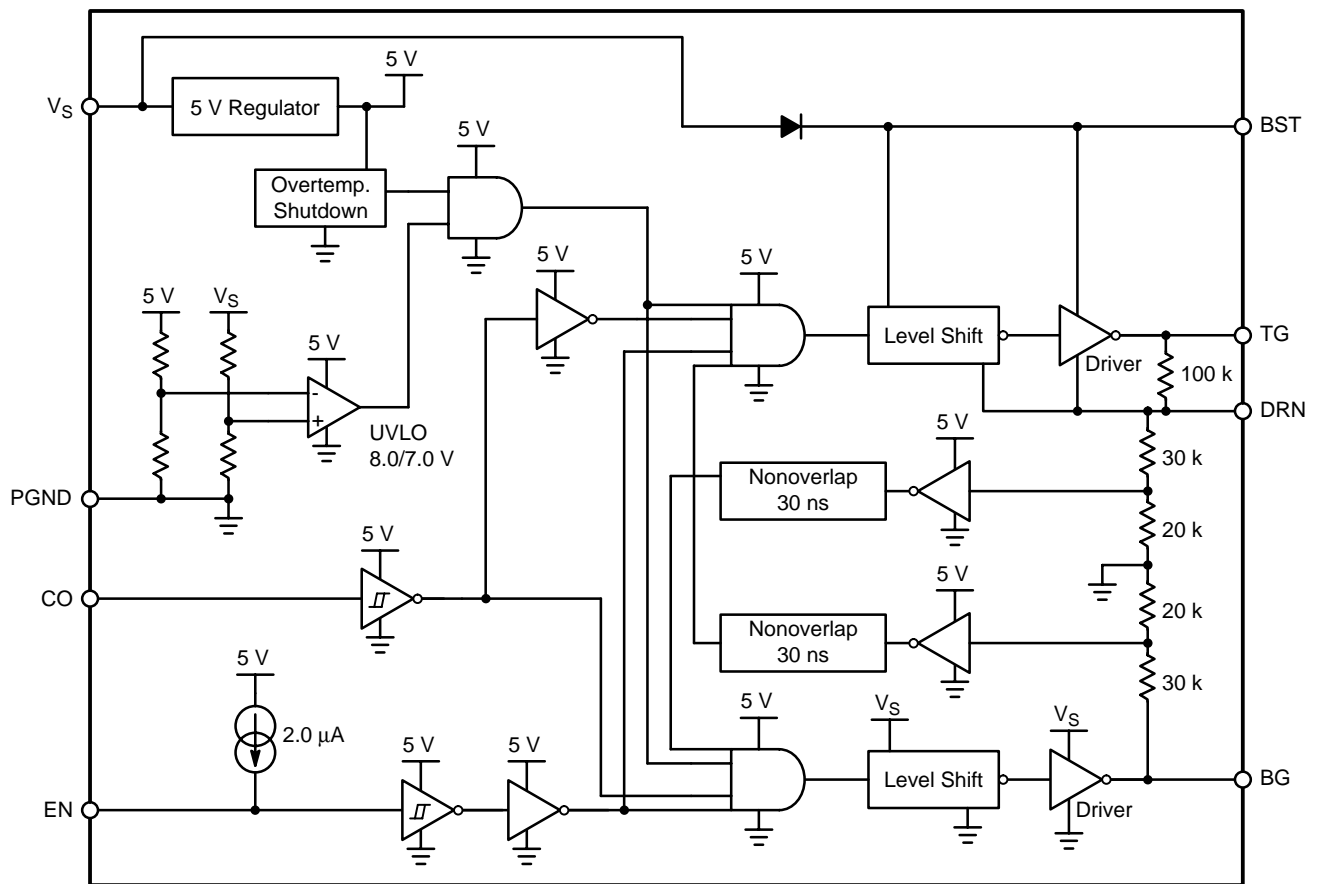 5 V
5 V
V_S
5 V Regulator
5 V
BST
Overtemp.
Shutdown
5 V
5 V
5 V
V_S
5 V
Level Shift
TG
Driver
100 k
-
+
UVLO
8.0/7.0 V
DRN
5 V
30 k
Nonoverlap
30 ns
PGND
20 k
5 V
5 V
CO
20 k
Nonoverlap
30 ns
5 V
30 k
5 V
V_S
2.0 μA
V_S
5 V
5 V
Level Shift
EN
BG
Driver